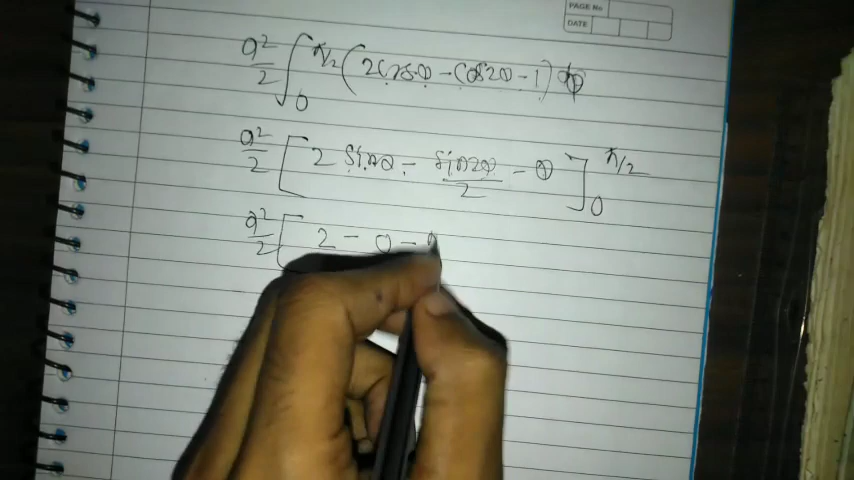 PAGE No
DATE
a²/2 ∫₀^π/2 (2cosθ - cos2θ - 1) dθ
a²/2 [2 sinθ - sin2θ/2 - θ]₀^π/2
a²/2 [2 - 0 -